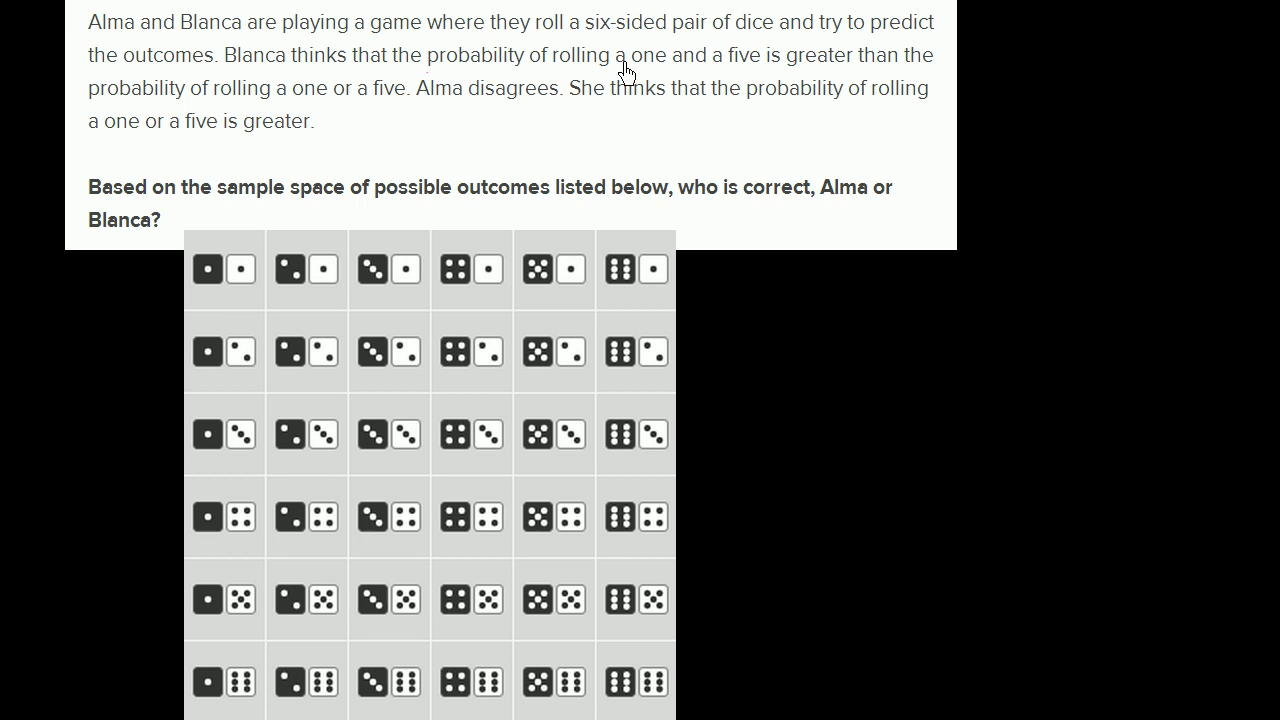 Alma and Blanca are playing a game where they roll a six-sided pair of dice and try to predict
the outcomes. Blanca thinks that the probability of rolling a one and a five is greater than the
probability of rolling a one or a five. Alma disagrees. She thinks that the probability of rolling
a one or a five is greater.
Based on the sample space of possible outcomes listed below, who is correct, Alma or
Blanca?